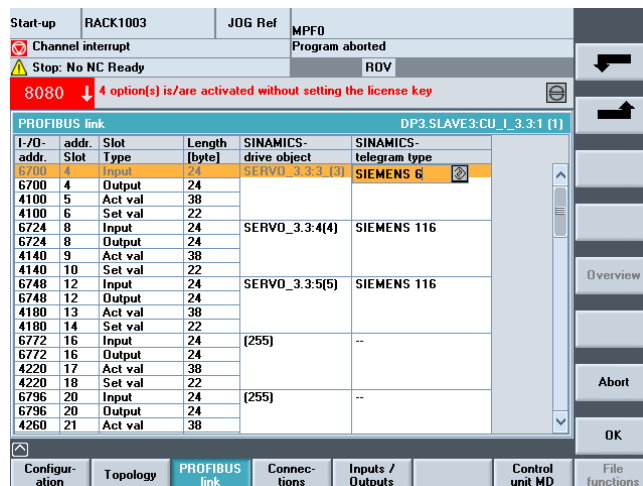 Start-up RACK1003 JOG Ref MPF0
Channel interrupt Program aborted
Stop: No NC Ready ROV
8080 4 option(s) is/are activated without setting the license key
PROFIBUS link DP3.SLAVE3:CU_I_3.3:1 (1)
I-/O- addr. Slot Length SINAMICS- SINAMICS-
addr. Slot Type [byte] drive object telegram type
6700 4 Input 24 SERVO_3.3:3_(3) SIEMENS 6
6700 4 Output 24
4100 5 Act val 38
4100 6 Set val 22
6724 8 Input 24 SERVO_3.3:4(4) SIEMENS 116
6724 8 Output 24
4140 9 Act val 38
4140 10 Set val 22
6748 12 Input 24 SERVO_3.3:5(5) SIEMENS 116
6748 12 Output 24
4180 13 Act val 38
4180 14 Set val 22
6772 16 Input 24 (255) --
6772 16 Output 24
4220 17 Act val 38
4220 18 Set val 22
6796 20 Input 24 (255) --
6796 20 Output 24
4260 21 Act val 38
Overview
Abort
OK
Configur-
ation
Topology
PROFIBUS
link
Connec-
tions
Inputs /
Outputs
Control
unit MD
File
functions